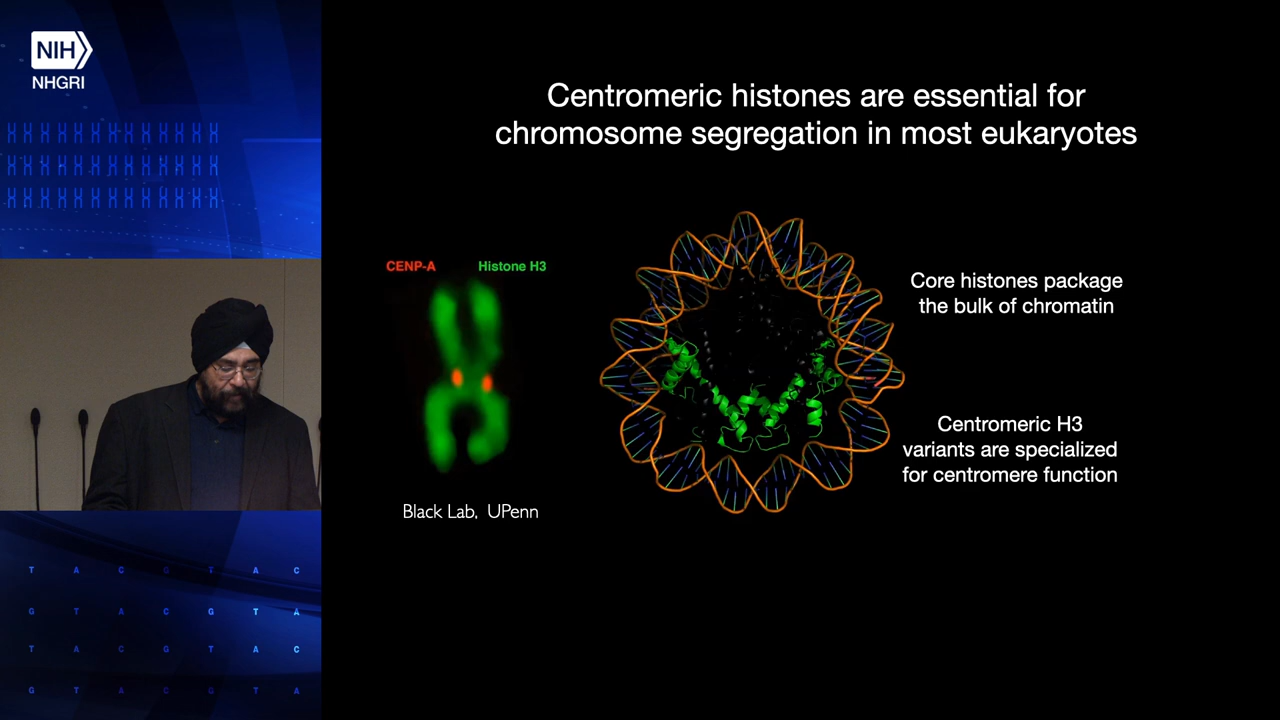 NIH
NHGRI
Centromeric histones are essential for
chromosome segregation in most eukaryotes
CENP-A
Histone H3
Core histones package
the bulk of chromatin
Centromeric H3
variants are specialized
for centromere function
Black Lab, UPenn
T A C G T A C
G T A C G T A
T A C G T A C
G T A C G T A